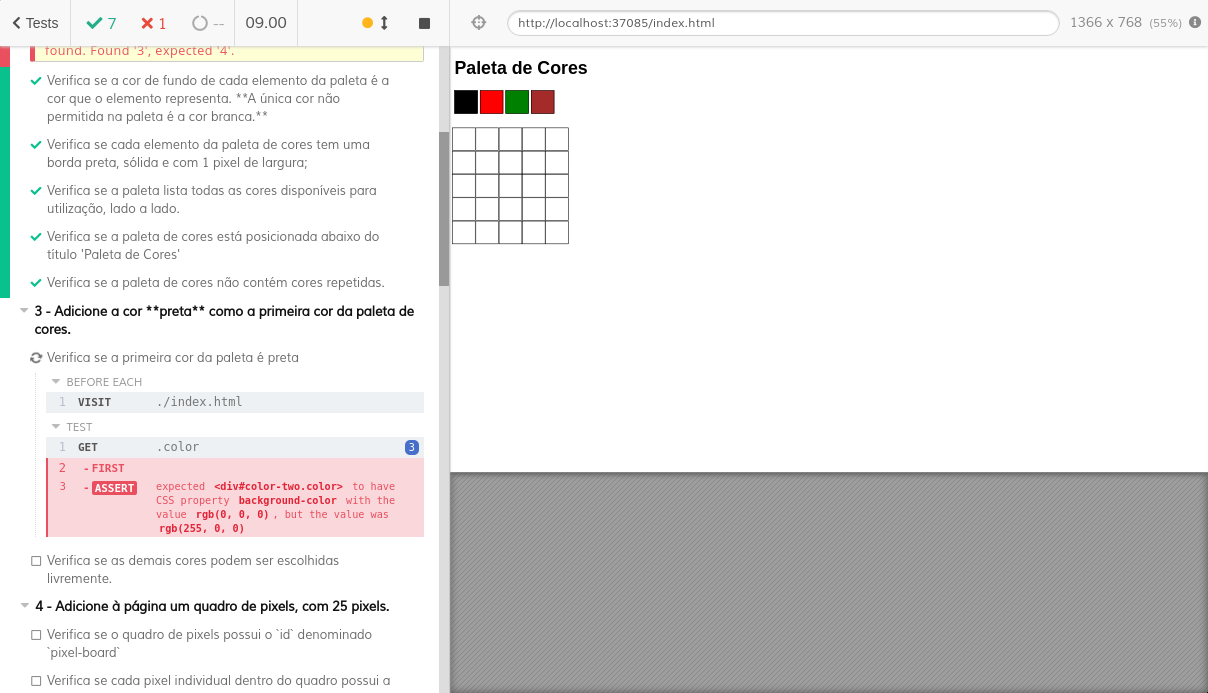 Tests
7
1
--
09.00
http://localhost:37085/index.html
1366 x 768 (55%)
found. Found '3', expected '4'.
Verifica se a cor de fundo de cada elemento da paleta é a
cor que o elemento representa. **A única cor não
permitida na paleta é a cor branca.**
Verifica se cada elemento da paleta de cores tem uma
borda preta, sólida e com 1 pixel de largura;
Verifica se a paleta lista todas as cores disponíveis para
utilização, lado a lado.
Verifica se a paleta de cores está posicionada abaixo do
título 'Paleta de Cores'
Verifica se a paleta de cores não contém cores repetidas.
3 - Adicione a cor **preta** como a primeira cor da paleta de
cores.
Verifica se a primeira cor da paleta é preta
BEFORE EACH
1 VISIT ./index.html
TEST
1 GET .color 3
2 -FIRST
3 -ASSERT expected <div#color-two.color> to have
CSS property background-color with the
value rgb(0, 0, 0), but the value was
rgb(255, 0, 0)
Verifica se as demais cores podem ser escolhidas
livremente.
4 - Adicione à página um quadro de pixels, com 25 pixels.
Verifica se o quadro de pixels possui o `id` denominado
`pixel-board`
Verifica se cada pixel individual dentro do quadro possui a
Paleta de Cores